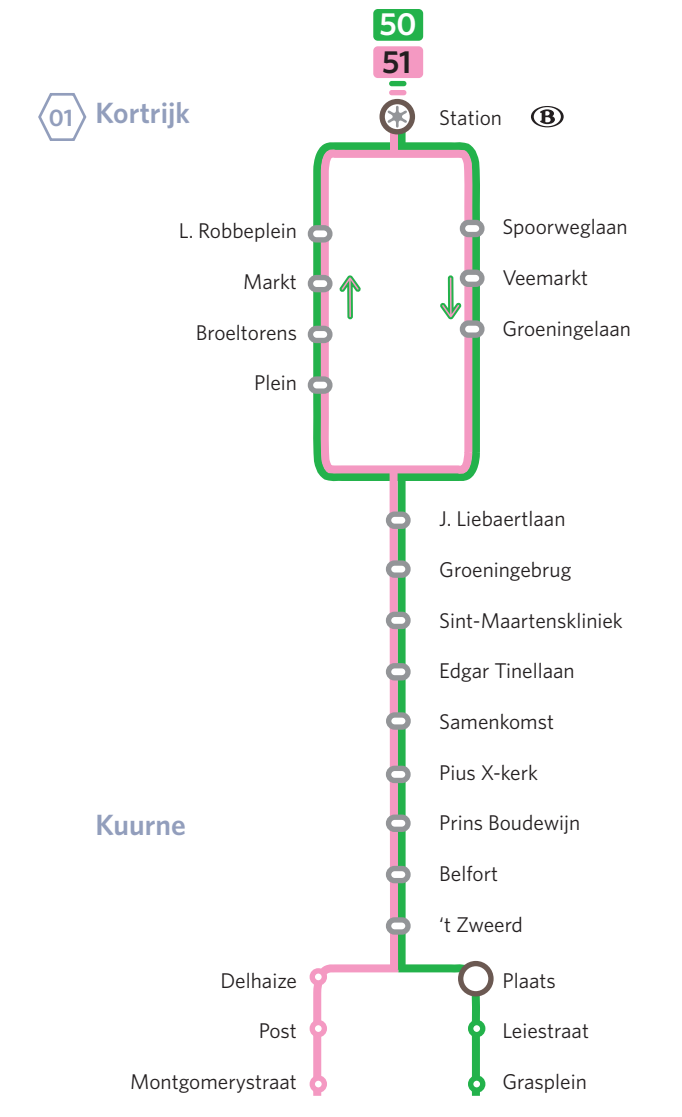 50
51
01 Kortrijk
Station B
L. Robbeplein
Spoorweglaan
Markt
Veemarkt
Broeltorens
Groeningelaan
Plein
J. Liebaertlaan
Groeningebrug
Sint-Maartenskliniek
Edgar Tinellaan
Samenkomst
Pius X-kerk
Kuurne
Prins Boudewijn
Belfort
‘t Zweerd
Delhaize
Plaats
Post
Leiestraat
Montgomerystraat
Grasplein